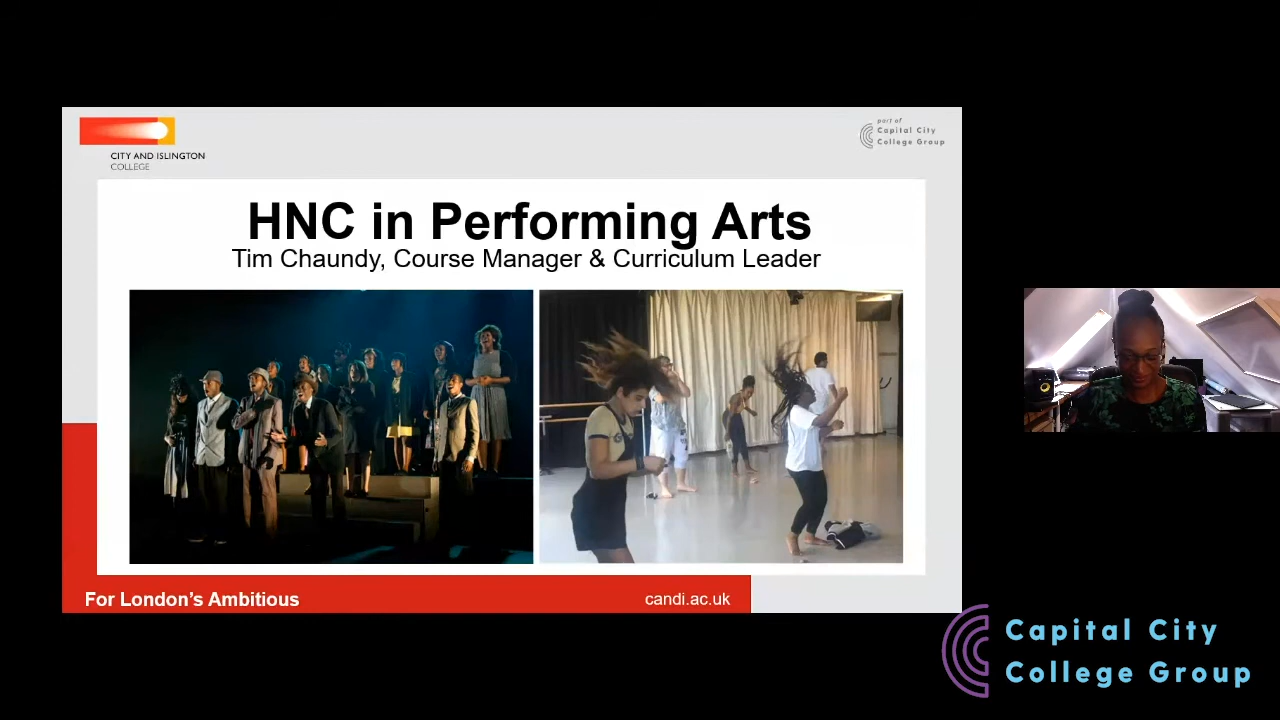 CITY AND ISLINGTON
COLLEGE
part of
Capital City
College Group
HNC in Performing Arts
Tim Chaundy, Course Manager & Curriculum Leader
For London's Ambitious
candi.ac.uk
Capital City
College Group